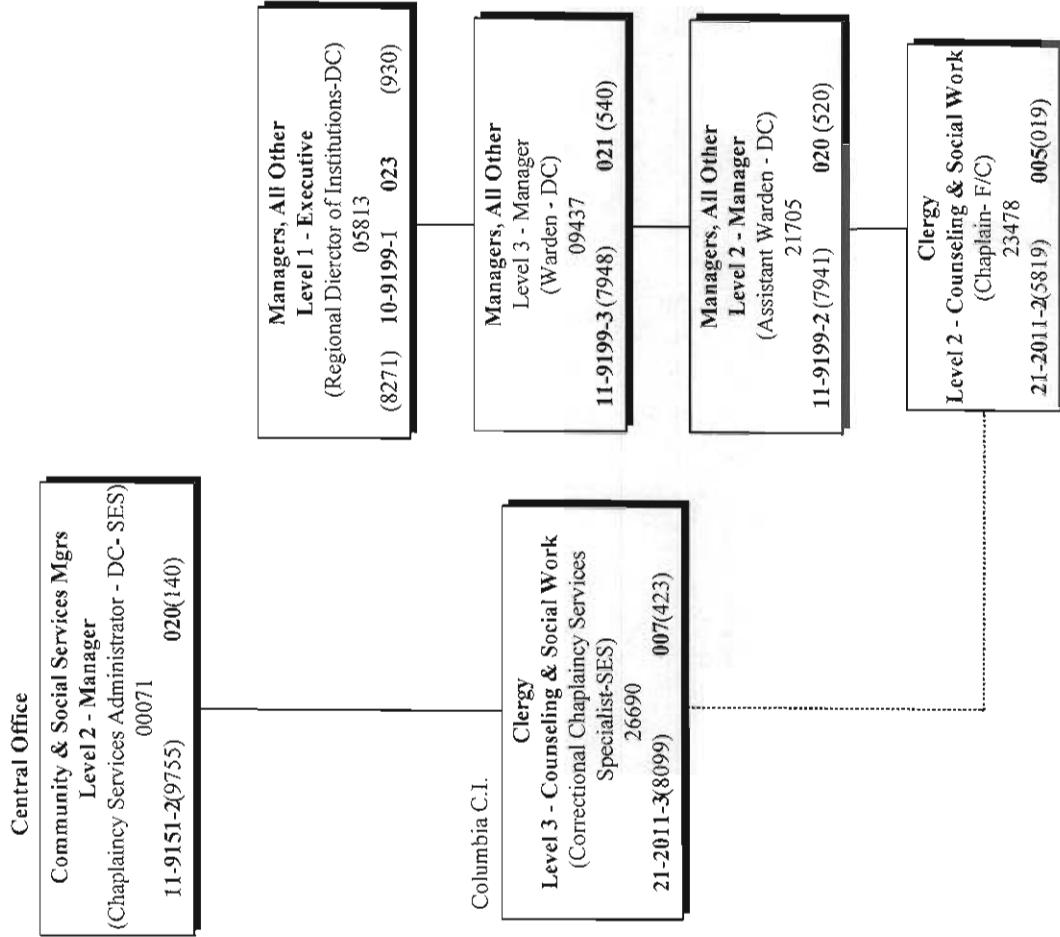 Central Office
Community & Social Services Mgrs
Level 2 - Manager
(Chaplaincy Services Administrator - DC- SES)
00071
11-9151-2(9755) 020(140)
Columbia C.I.
Clergy
Level 3 - Counseling & Social Work
(Correctional Chaplaincy Services
Specialist-SES)
26690
21-2011-3(8099) 007(423)
Managers, All Other
Level 1 - Executive
(Regional Dierctor of Institutions-DC)
05813
(8271) 10-9199-1 023 (930)
Managers, All Other
Level 3 - Manager
(Warden - DC)
09437
11-9199-3 (7948) 021 (540)
Managers, All Other
Level 2 - Manager
(Assistant Warden - DC)
21705
11-9199-2 (7941) 020 (520)
Clergy
Level 2 - Counseling & Social Work
(Chaplain- F/C)
23478
21-2011-2(5819) 005(019)